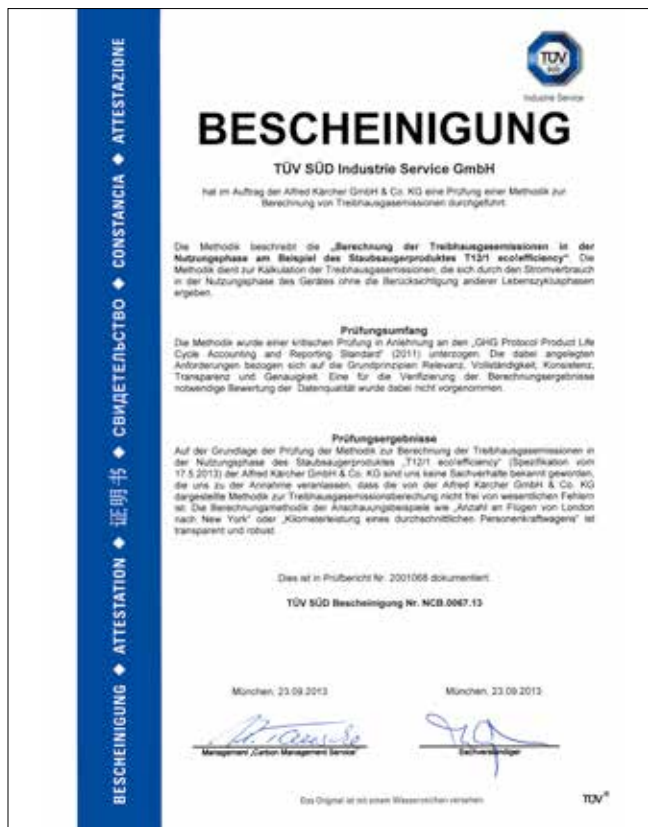 TÜV
SÜD
Industrie Service
BESCHEINIGUNG
TÜV SÜD Industrie Service GmbH
hat im Auftrag der Alfred Kärcher GmbH & Co. KG eine Prüfung einer Methodik zur
Berechnung von Treibhausgasemissionen durchgeführt
Die Methodik beschreibt die „Berechnung der Treibhausgasemissionen in der
Nutzungsphase am Beispiel des Staubsaugerproduktes T12/1 eco!efficiency“. Die
Methodik dient zur Kalkulation der Treibhausgasemissionen, die sich durch den Stromverbrauch
in der Nutzungsphase des Gerätes ohne die Berücksichtigung anderer Lebenszyklusphasen
ergeben.
Prüfungsumfang
Die Methodik wurde einer kritischen Prüfung in Anlehnung an den „GHG Protocol Product Life
Cycle Accounting and Reporting Standard“ (2011) unterzogen. Die dabei angelegten
Anforderungen bezogen sich auf die Grundprinzipien Relevanz, Vollständigkeit, Konsistenz,
Transparenz und Genauigkeit. Eine für die Verifizierung der Berechnungsergebnisse
notwendige Bewertung der Datenqualität wurde dabei nicht vorgenommen.
Prüfungsergebnisse
Auf der Grundlage der Prüfung der Methodik zur Berechnung der Treibhausgasemissionen in
der Nutzungsphase des Staubsaugerproduktes „T12/1 eco!efficiency“ (Spezifikation vom
17.5.2013) der Alfred Kärcher GmbH & Co. KG sind uns keine Sachverhalte bekannt geworden,
die uns zu der Annahme veranlassen, dass die von der Alfred Kärcher GmbH & Co. KG
dargestellte Methodik zur Treibhausgasemissionsberechung nicht frei von wesentlichen Fehlern
ist. Die Berechnungsmethodik der Anschauungsbeispiele wie „Anzahl an Flügen von London
nach New York“ oder „Kilometerleistung eines durchschnittlichen Personenkraftwagens“ ist
transparent und robust.
Dies ist in Prüfbericht Nr. 2001068 dokumentiert.
TÜV SÜD Bescheinigung Nr. NCB.0067.13
München, 23.09.2013
München, 23.09.2013
Management „Carbon Management Service“
Sachverständiger
Das Original ist mit einem Wasserzeichen versehen.
TÜV®
BESCHEINIGUNG ◆ ATTESTATION ◆ 证明书 ◆ СВИДЕТЕЛЬСТВО ◆ CONSTANCIA ◆ ATTESTAZIONE